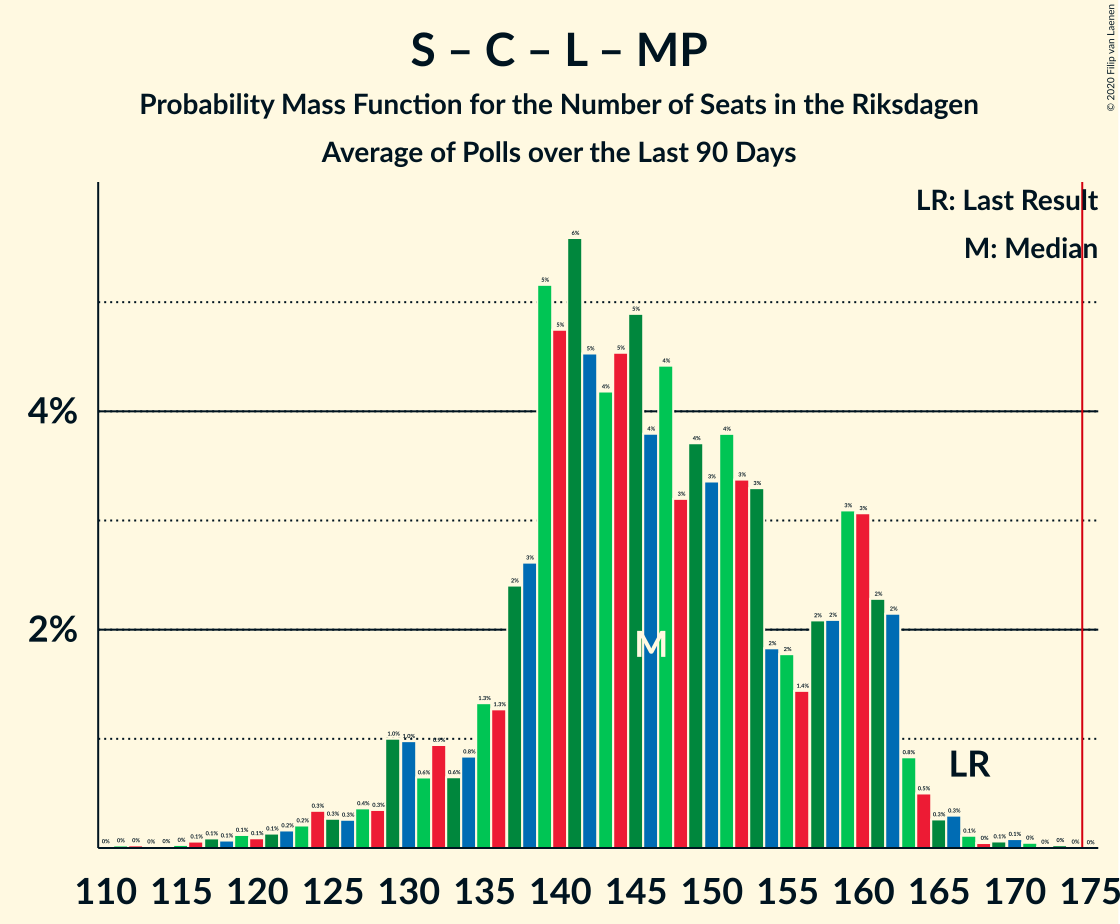 S – C – L – MP
Probability Mass Function for the Number of Seats in the Riksdagen
Average of Polls over the Last 90 Days
© 2020 Filip van Laenen
LR: Last Result
M: Median
4%
2%
0% 0% 0% 0% 0% 0% 0.1% 0.1% 0.1% 0.1% 0.1% 0.1% 0.2% 0.2% 0.3% 0.3% 0.3% 0.4% 0.3% 1.0% 1.0% 0.6% 0.9% 0.6% 0.8% 1.3% 1.3% 2% 3% 5% 5% 6% 5% 4% 5% 5% 4% 4% 3% 4% 3% 4% 3% 3% 2% 2% 1.4% 2% 2% 3% 3% 2% 2% 0.8% 0.5% 0.3% 0.3% 0.1% 0% 0.1% 0.1% 0% 0% 0% 0% 0%
M
LR
110 115 120 125 130 135 140 145 150 155 160 165 170 175